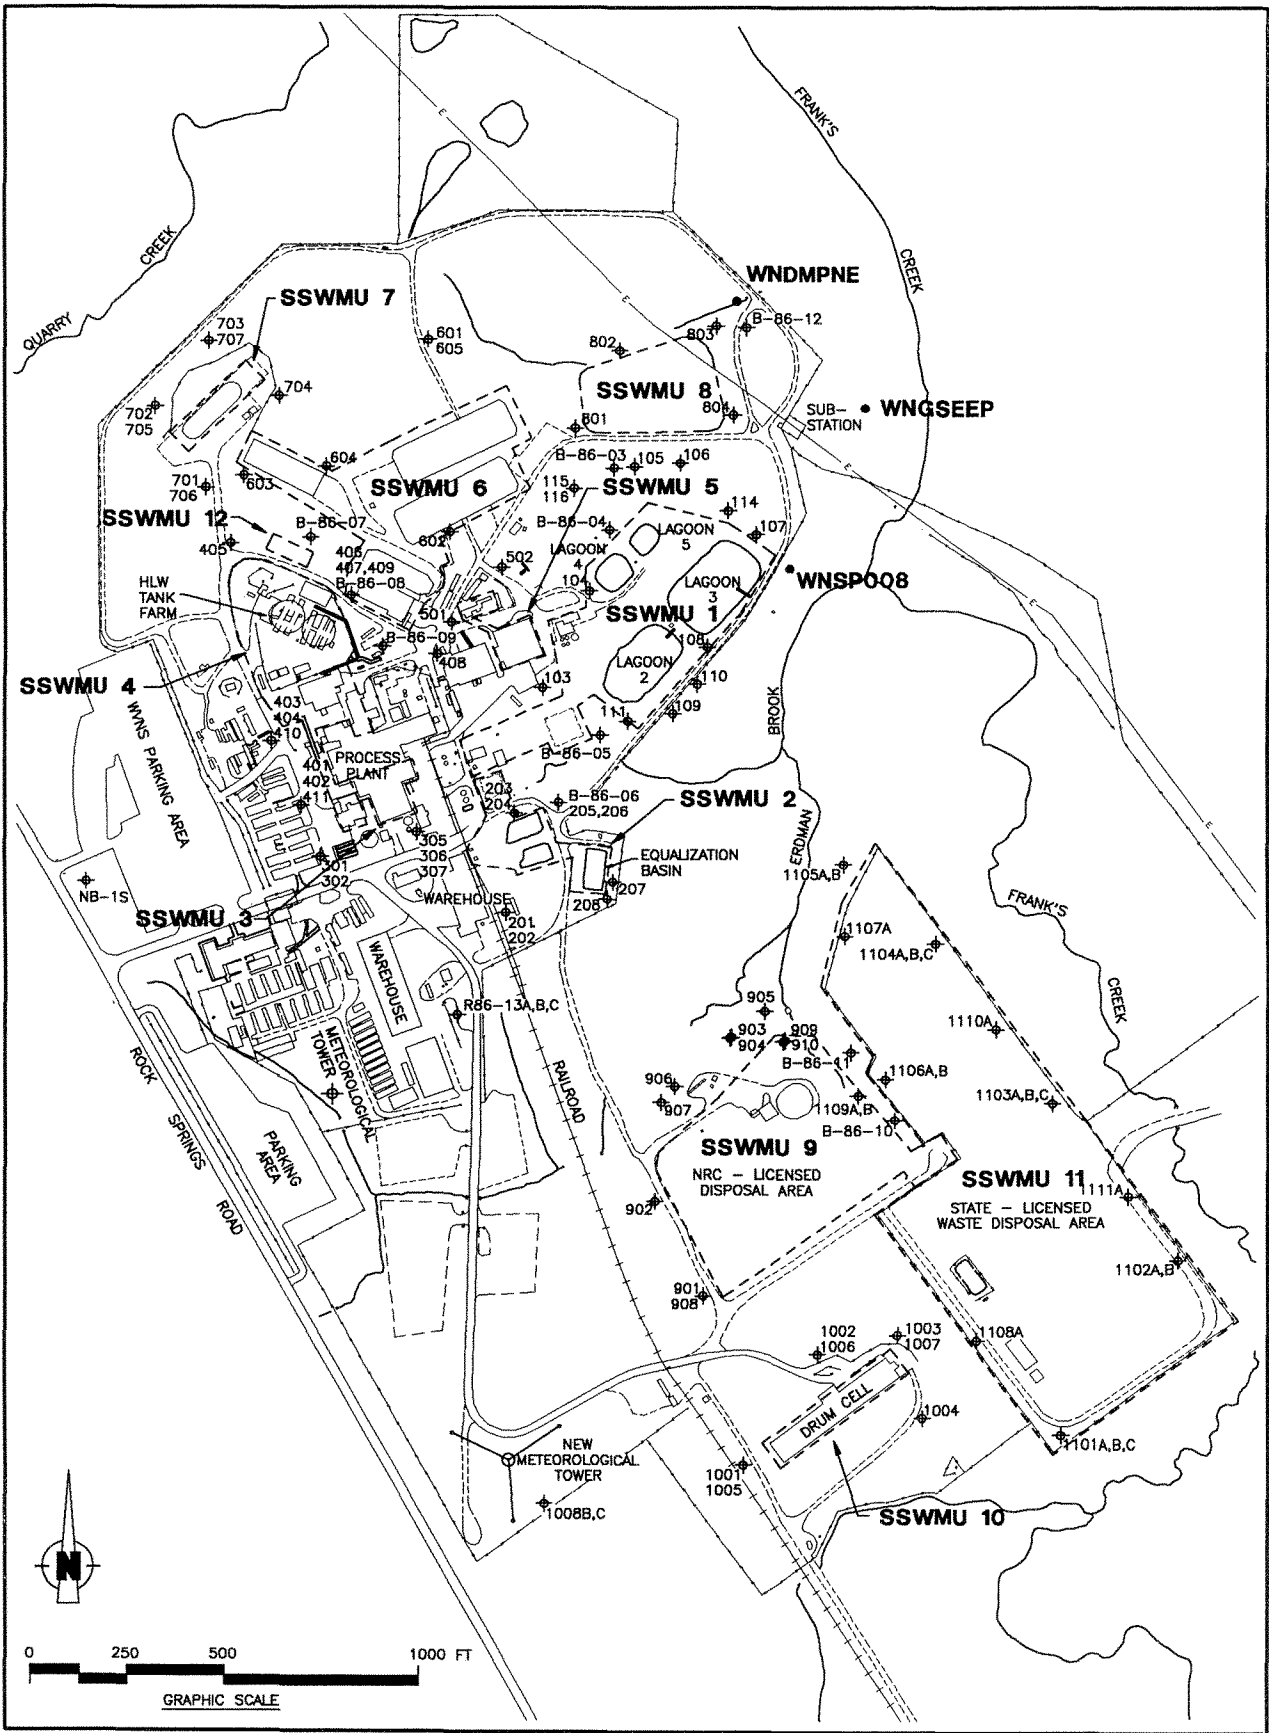 FRANK'S
CREEK
QUARRY
CREEK
WNDMPNE
SSWMU 7
B-86-12
703
707
601
605
802
803
704
SSWMU 8
804
SUB-
STATION
WNGSEEP
702
705
801
604
B-86-03
105
106
603
701
706
SSWMU 6
115
116
SSWMU 5
114
SSWMU 12
B-86-07
602
B-86-04
LAGOON
5
107
405
406
407,409
B-86-08
502
LAGOON
4
104
LAGOON
3
WNSP008
HLW
TANK
FARM
501
SSWMU 1
B-86-09
408
108
LAGOON
2
110
SSWMU 4
103
109
111
BROOK
403
404
410
WVNS PARKING AREA
B-86-05
401
402
411
PROCESS
PLANT
203
204
B-86-06
205,206
SSWMU 2
ERDMAN
305
306
307
301
302
EQUALIZATION
BASIN
1105A,B
NB-1S
207
208
SSWMU 3
WAREHOUSE
201
202
FRANK'S
CREEK
1107A
1104A,B,C
WAREHOUSE
R86-13A,B,C
905
903
904
909
910
1110A
METEOROLOGICAL
TOWER
ROCK
SPRINGS
ROAD
RAILROAD
B-86-1
906
907
1106A,B
1109A,B
1103A,B,C
B-86-10
PARKING
AREA
SSWMU 9
NRC - LICENSED
DISPOSAL AREA
SSWMU 11
STATE - LICENSED
WASTE DISPOSAL AREA
1111A
902
1102A,B
901
908
1002
1006
1003
1007
1108A
DRUM CELL
1004
1101A,B,C
NEW
METEOROLOGICAL
TOWER
1001
1005
1008B,C
SSWMU 10
N
0 250 500 1000 FT
GRAPHIC SCALE
E
E
E
E
E